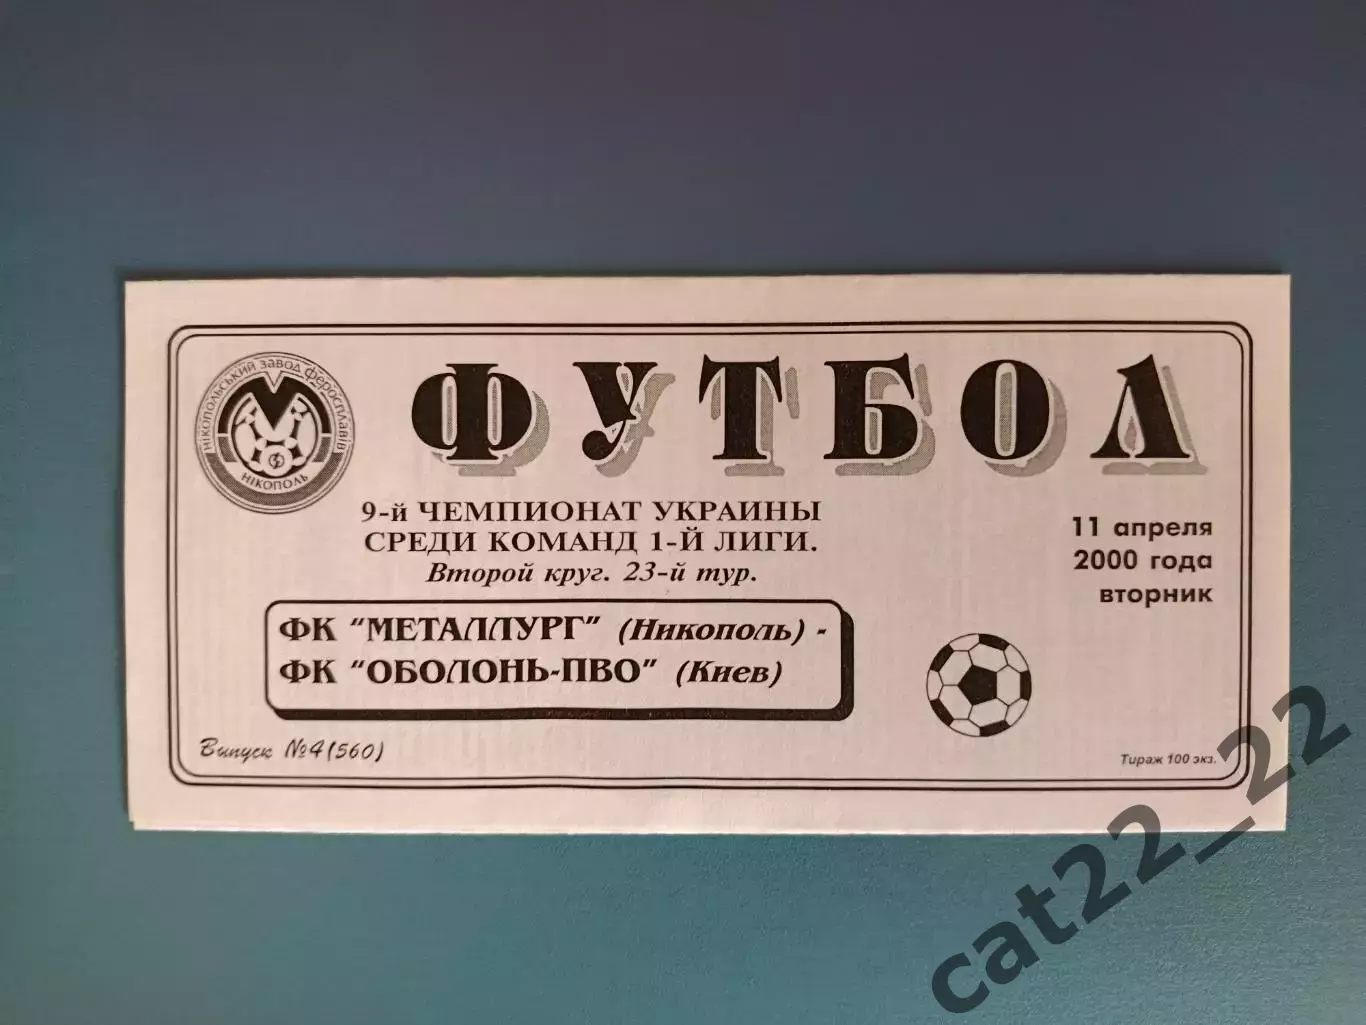 НІКОПОЛЬСЬКИЙ ЗАВОД ФЕРОСПЛАВІВ
НІКОПОЛЬ
ФУТБОЛ
9-й ЧЕМПИОНАТ УКРАИНЫ
СРЕДИ КОМАНД 1-Й ЛИГИ.
Второй круг. 23-й тур.
11 апреля
2000 года
вторник
ФК "МЕТАЛЛУРГ" (Никополь) -
ФК "ОБОЛОНЬ-ПВО" (Киев)
Выпуск №4(560)
Тираж 100 экз.
cat22_22